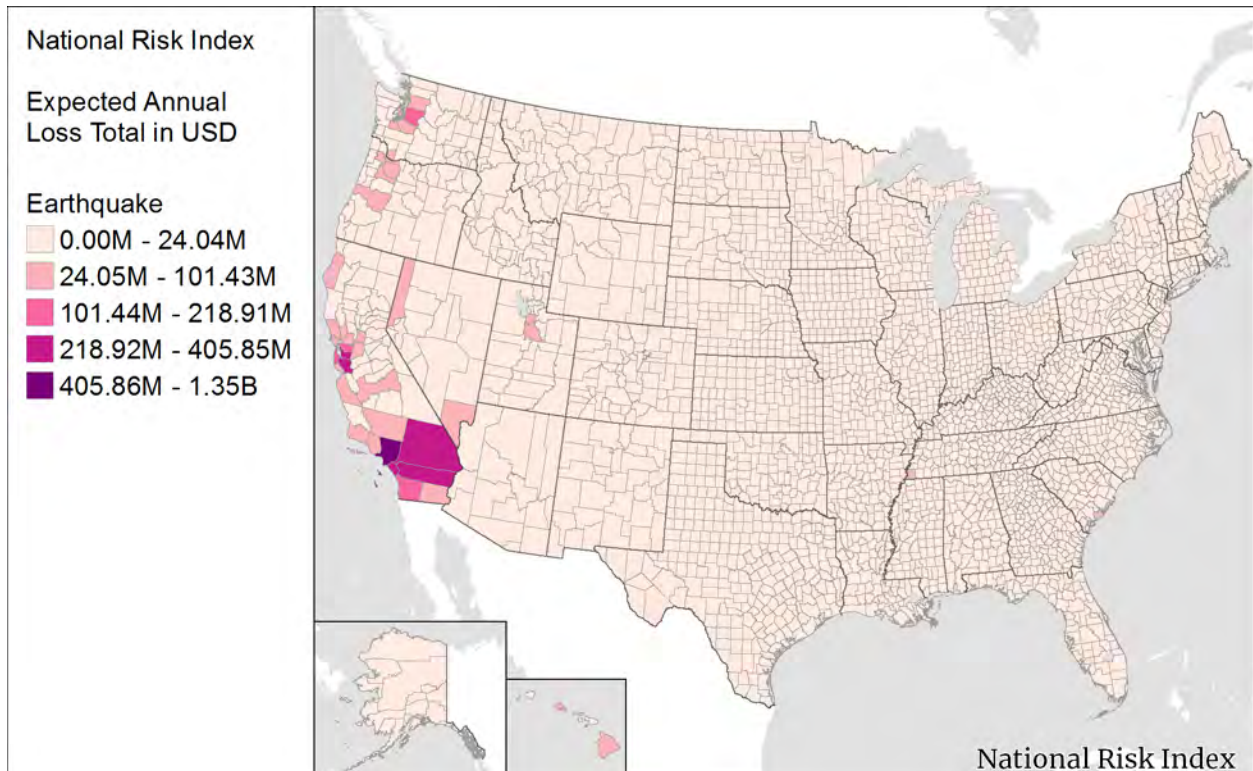 National Risk Index
Expected Annual
Loss Total in USD
Earthquake
0.00M - 24.04M
24.05M - 101.43M
101.44M - 218.91M
218.92M - 405.85M
405.86M - 1.35B
National Risk Index